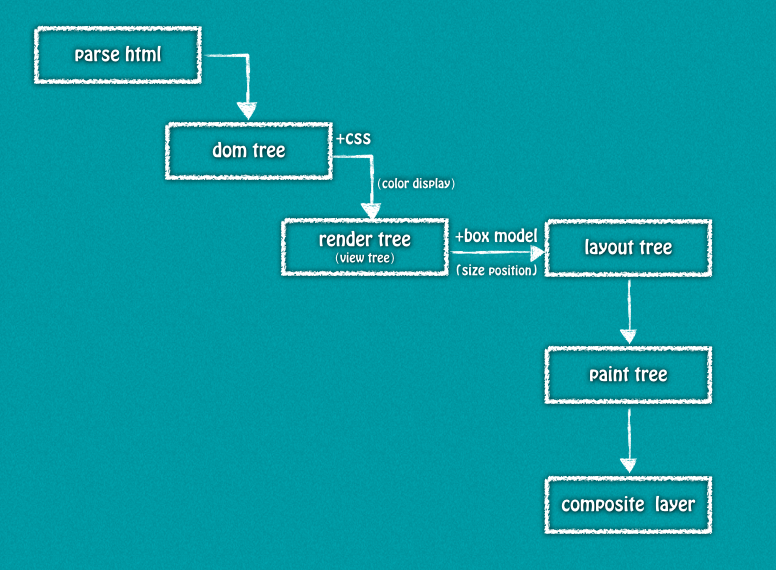 parse html
dom tree
+css
(color display)
render tree
(view tree)
+box model
(size position)
layout tree
paint tree
composite layer